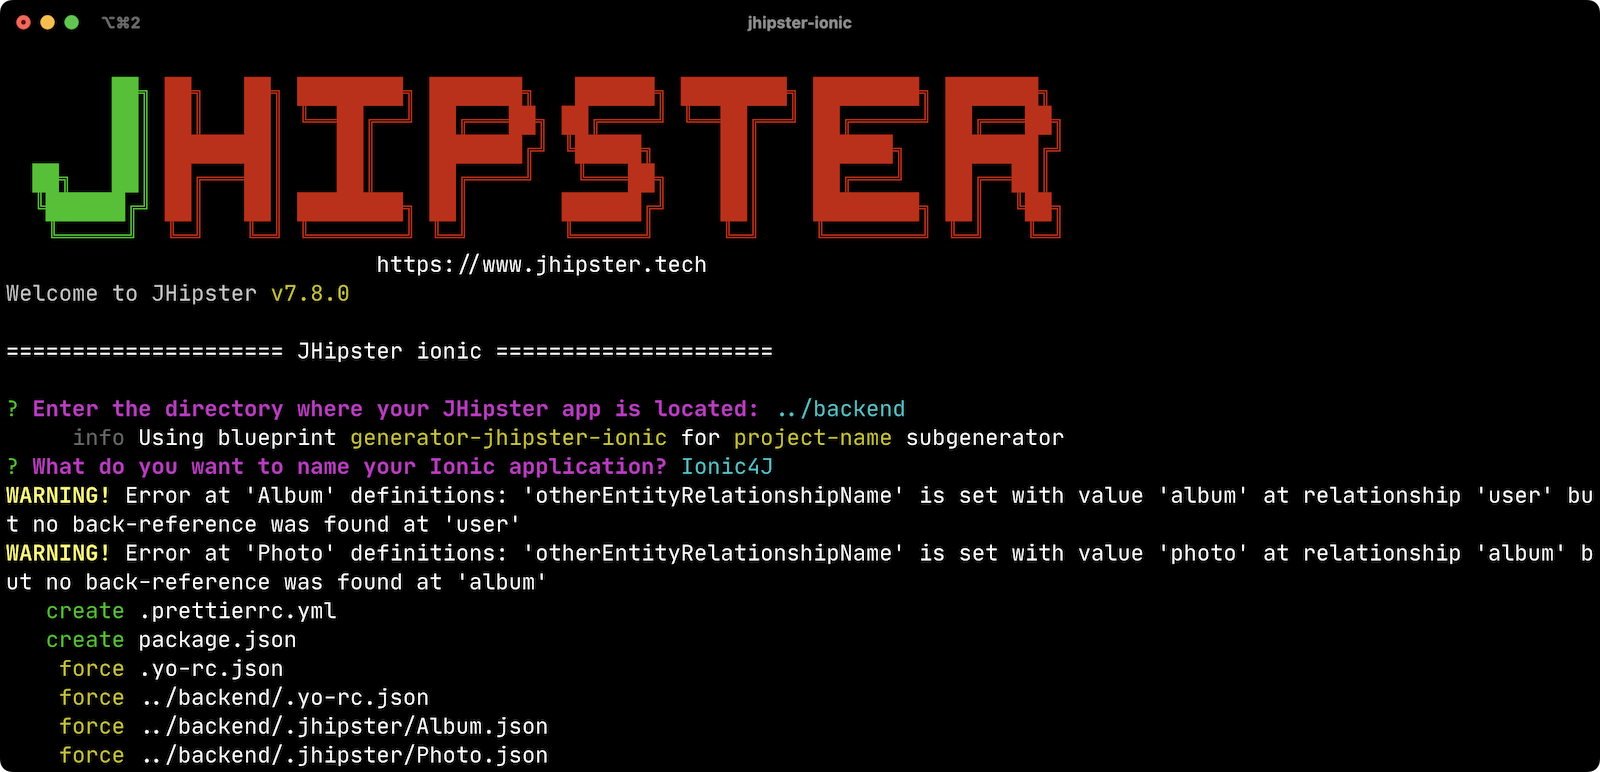 ⌥⌘2
jhipster-ionic
JHIPSTER
https://www.jhipster.tech
Welcome to JHipster v7.8.0
===================== JHipster ionic =====================
? Enter the directory where your JHipster app is located: ../backend
info Using blueprint generator-jhipster-ionic for project-name subgenerator
? What do you want to name your Ionic application? Ionic4J
WARNING! Error at 'Album' definitions: 'otherEntityRelationshipName' is set with value 'album' at relationship 'user' bu
t no back-reference was found at 'user'
WARNING! Error at 'Photo' definitions: 'otherEntityRelationshipName' is set with value 'photo' at relationship 'album' b
ut no back-reference was found at 'album'
create .prettierrc.yml
create package.json
force .yo-rc.json
force ../backend/.yo-rc.json
force ../backend/.jhipster/Album.json
force ../backend/.jhipster/Photo.json